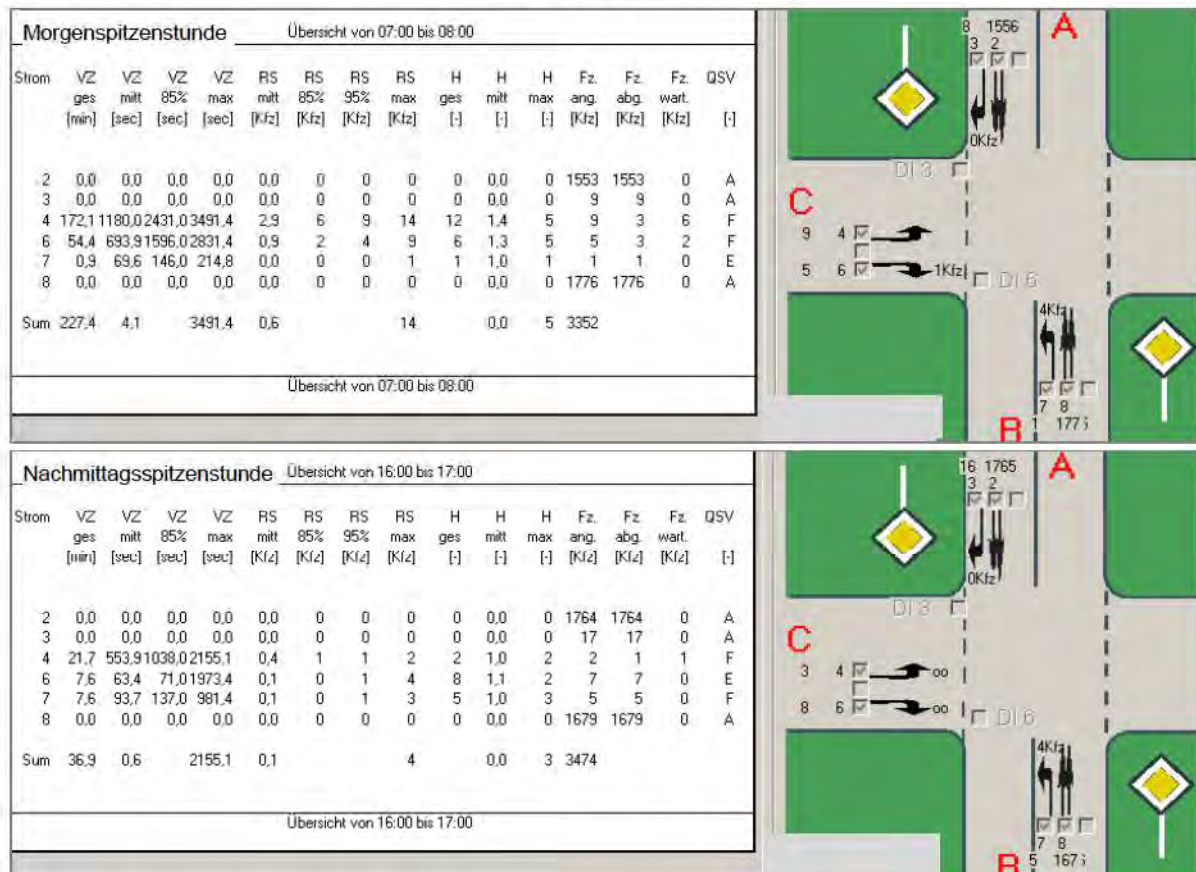 Morgenspitzenstunde Übersicht von 07:00 bis 08:00
Strom VZ VZ VZ VZ RS RS RS RS H H H Fz. Fz. Fz. QSV
ges mitt 85% max mitt 85% 95% max ges mitt max ang. abg. wart.
[min] [sec] [sec] [sec] [Kfz] [Kfz] [Kfz] [Kfz] [-] [-] [-] [Kfz] [Kfz] [Kfz] [-]
2 0,0 0,0 0,0 0,0 0,0 0 0 0 0 0,0 0 1553 1553 0 A
3 0,0 0,0 0,0 0,0 0,0 0 0 0 0 0,0 0 9 9 0 A
4 172,1 1180,0 2431,0 3491,4 2,9 6 9 14 12 1,4 5 9 3 6 F
6 54,4 693,9 1596,0 2831,4 0,9 2 4 9 6 1,3 5 5 3 2 F
7 0,9 69,6 146,0 214,8 0,0 0 0 1 1 1,0 1 1 1 0 E
8 0,0 0,0 0,0 0,0 0,0 0 0 0 0 0,0 0 1776 1776 0 A
Sum 227,4 4,1 3491,4 0,6 14 0,0 5 3352
Übersicht von 07:00 bis 08:00
8 1556
A
3 2
0Kfz
DI 3
C
9 4
5 6 1Kfz
DI 6
4Kfz
7 8
B 1 1776
Nachmittagsspitzenstunde Übersicht von 16:00 bis 17:00
Strom VZ VZ VZ VZ RS RS RS RS H H H Fz. Fz. Fz. QSV
ges mitt 85% max mitt 85% 95% max ges mitt max ang. abg. wart.
[min] [sec] [sec] [sec] [Kfz] [Kfz] [Kfz] [Kfz] [-] [-] [-] [Kfz] [Kfz] [Kfz] [-]
2 0,0 0,0 0,0 0,0 0,0 0 0 0 0 0,0 0 1764 1764 0 A
3 0,0 0,0 0,0 0,0 0,0 0 0 0 0 0,0 0 17 17 0 A
4 21,7 553,9 1038,0 2155,1 0,4 1 1 2 2 1,0 2 2 1 1 F
6 7,6 63,4 71,0 1973,4 0,1 0 1 4 8 1,1 2 7 7 0 E
7 7,6 93,7 137,0 981,4 0,1 0 1 3 5 1,0 3 5 5 0 F
8 0,0 0,0 0,0 0,0 0,0 0 0 0 0 0,0 0 1679 1679 0 A
Sum 36,9 0,6 2155,1 0,1 4 0,0 3 3474
Übersicht von 16:00 bis 17:00
16 1765
A
3 2
0Kfz
DI 3
C
3 4 oo
8 6 oo
DI 6
4Kfz
7 8
B 5